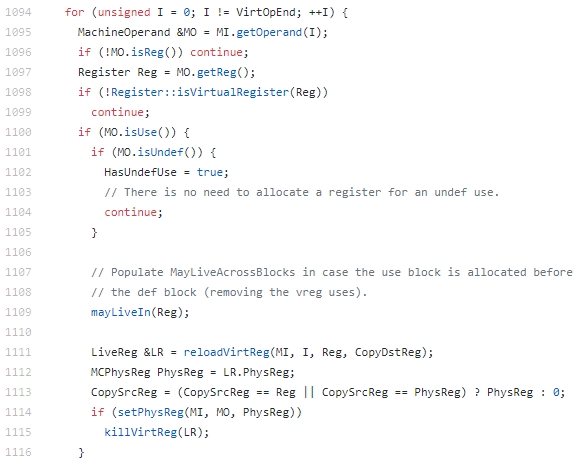 1094 for (unsigned I = 0; I != VirtOpEnd; ++I) {
1095 MachineOperand &MO = MI.getOperand(I);
1096 if (!MO.isReg()) continue;
1097 Register Reg = MO.getReg();
1098 if (!Register::isVirtualRegister(Reg))
1099 continue;
1100 if (MO.isUse()) {
1101 if (MO.isUndef()) {
1102 HasUndefUse = true;
1103 // There is no need to allocate a register for an undef use.
1104 continue;
1105 }
1106
1107 // Populate MayLiveAcrossBlocks in case the use block is allocated before
1108 // the def block (removing the vreg uses).
1109 mayLiveIn(Reg);
1110
1111 LiveReg &LR = reloadVirtReg(MI, I, Reg, CopyDstReg);
1112 MCPhysReg PhysReg = LR.PhysReg;
1113 CopySrcReg = (CopySrcReg == Reg || CopySrcReg == PhysReg) ? PhysReg : 0;
1114 if (setPhysReg(MI, MO, PhysReg))
1115 killVirtReg(LR);
1116 }